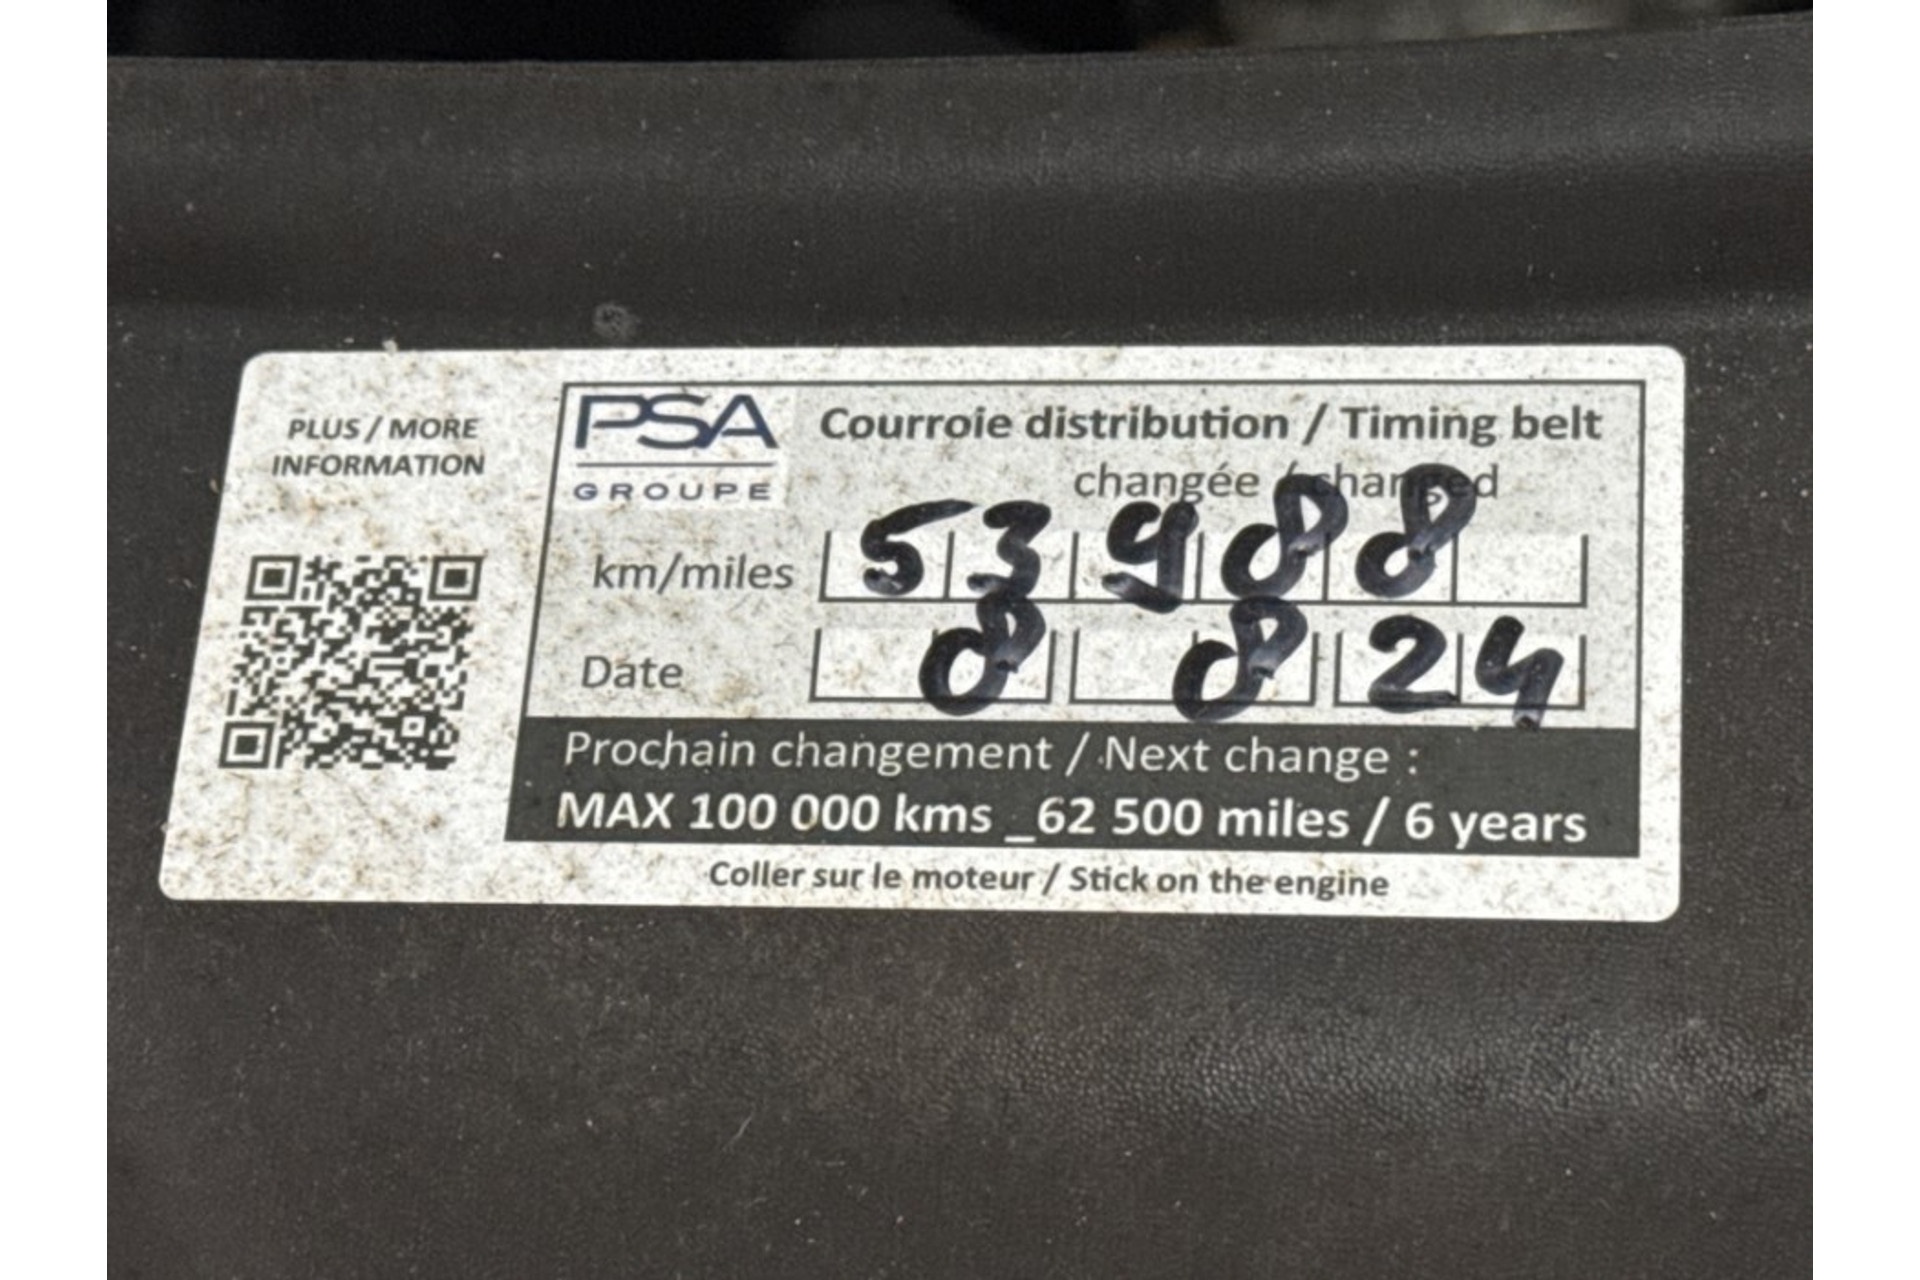 PLUS / MORE
INFORMATION
PSA
GROUPE
Courroie distribution / Timing belt
changée / changed
km/miles 53988
Date 8 8 24
Prochain changement / Next change :
MAX 100 000 kms _62 500 miles / 6 years
Coller sur le moteur / Stick on the engine